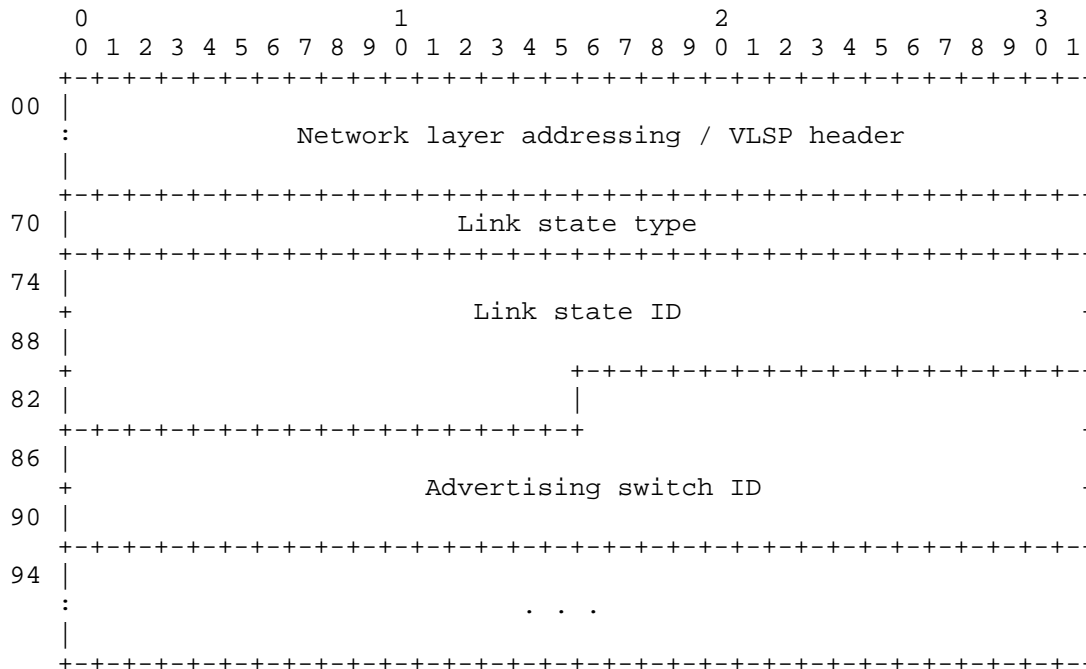 0                   1                   2                   3
 0 1 2 3 4 5 6 7 8 9 0 1 2 3 4 5 6 7 8 9 0 1 2 3 4 5 6 7 8 9 0 1
+-+-+-+-+-+-+-+-+-+-+-+-+-+-+-+-+-+-+-+-+-+-+-+-+-+-+-+-+-+-+-+-
00 |
: Network layer addressing / VLSP header
|
+-+-+-+-+-+-+-+-+-+-+-+-+-+-+-+-+-+-+-+-+-+-+-+-+-+-+-+-+-+-+-+-
70 | Link state type
+-+-+-+-+-+-+-+-+-+-+-+-+-+-+-+-+-+-+-+-+-+-+-+-+-+-+-+-+-+-+-+-
74 |
+ Link state ID -
88 |
+ +-+-+-+-+-+-+-+-+-+-+-+-+-+-+-+-
82 | |
+-+-+-+-+-+-+-+-+-+-+-+-+-+-+-+-+ -
86 |
+ Advertising switch ID -
90 |
+-+-+-+-+-+-+-+-+-+-+-+-+-+-+-+-+-+-+-+-+-+-+-+-+-+-+-+-+-+-+-+-
94 |
: . . .
|
+-+-+-+-+-+-+-+-+-+-+-+-+-+-+-+-+-+-+-+-+-+-+-+-+-+-+-+-+-+-+-+-